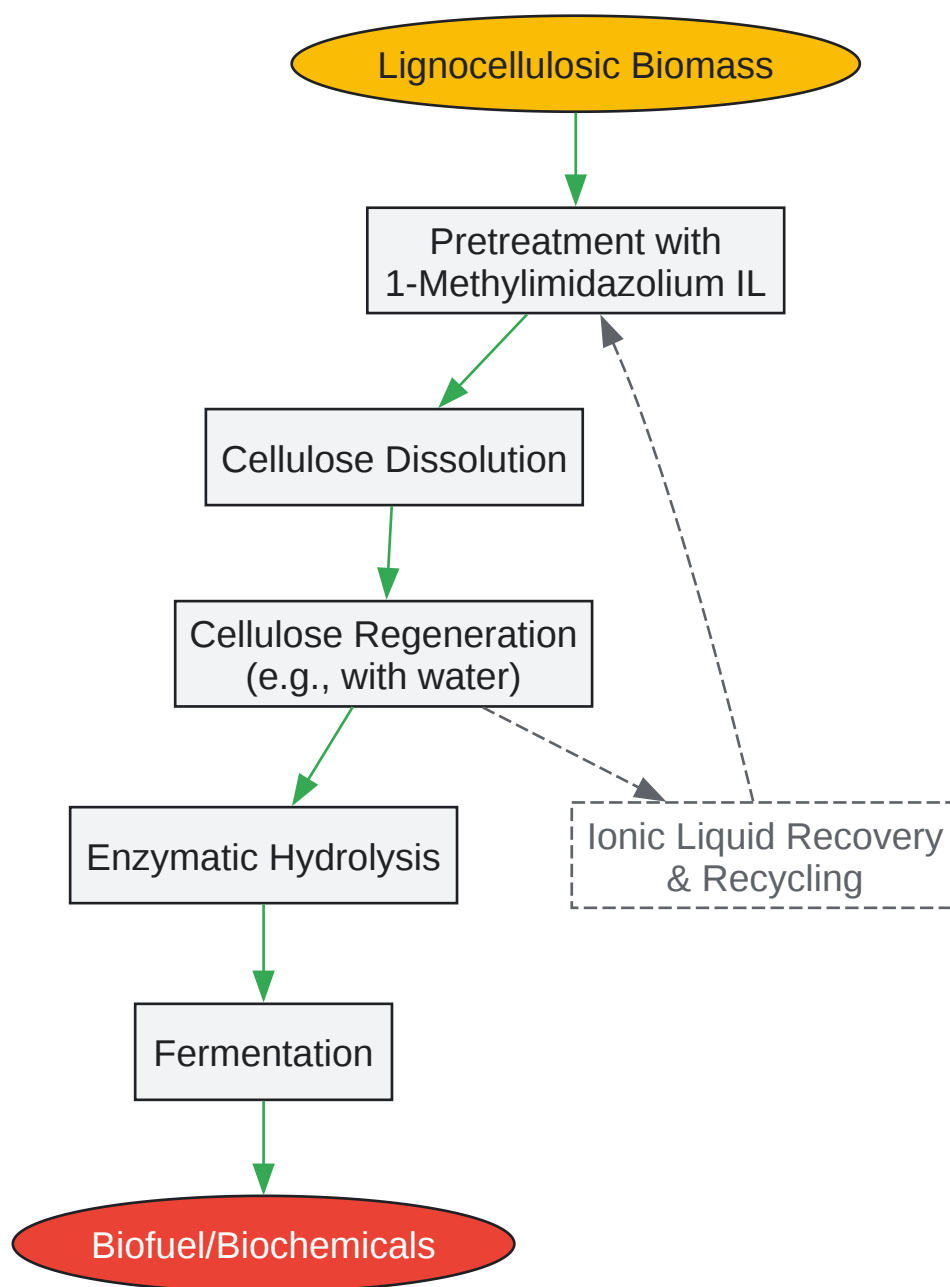 Lignocellulosic Biomass
Pretreatment with
1-Methylimidazolium IL
Cellulose Dissolution
Cellulose Regeneration
(e.g., with water)
Enzymatic Hydrolysis
Ionic Liquid Recovery
& Recycling
Fermentation
Biofuel/Biochemicals